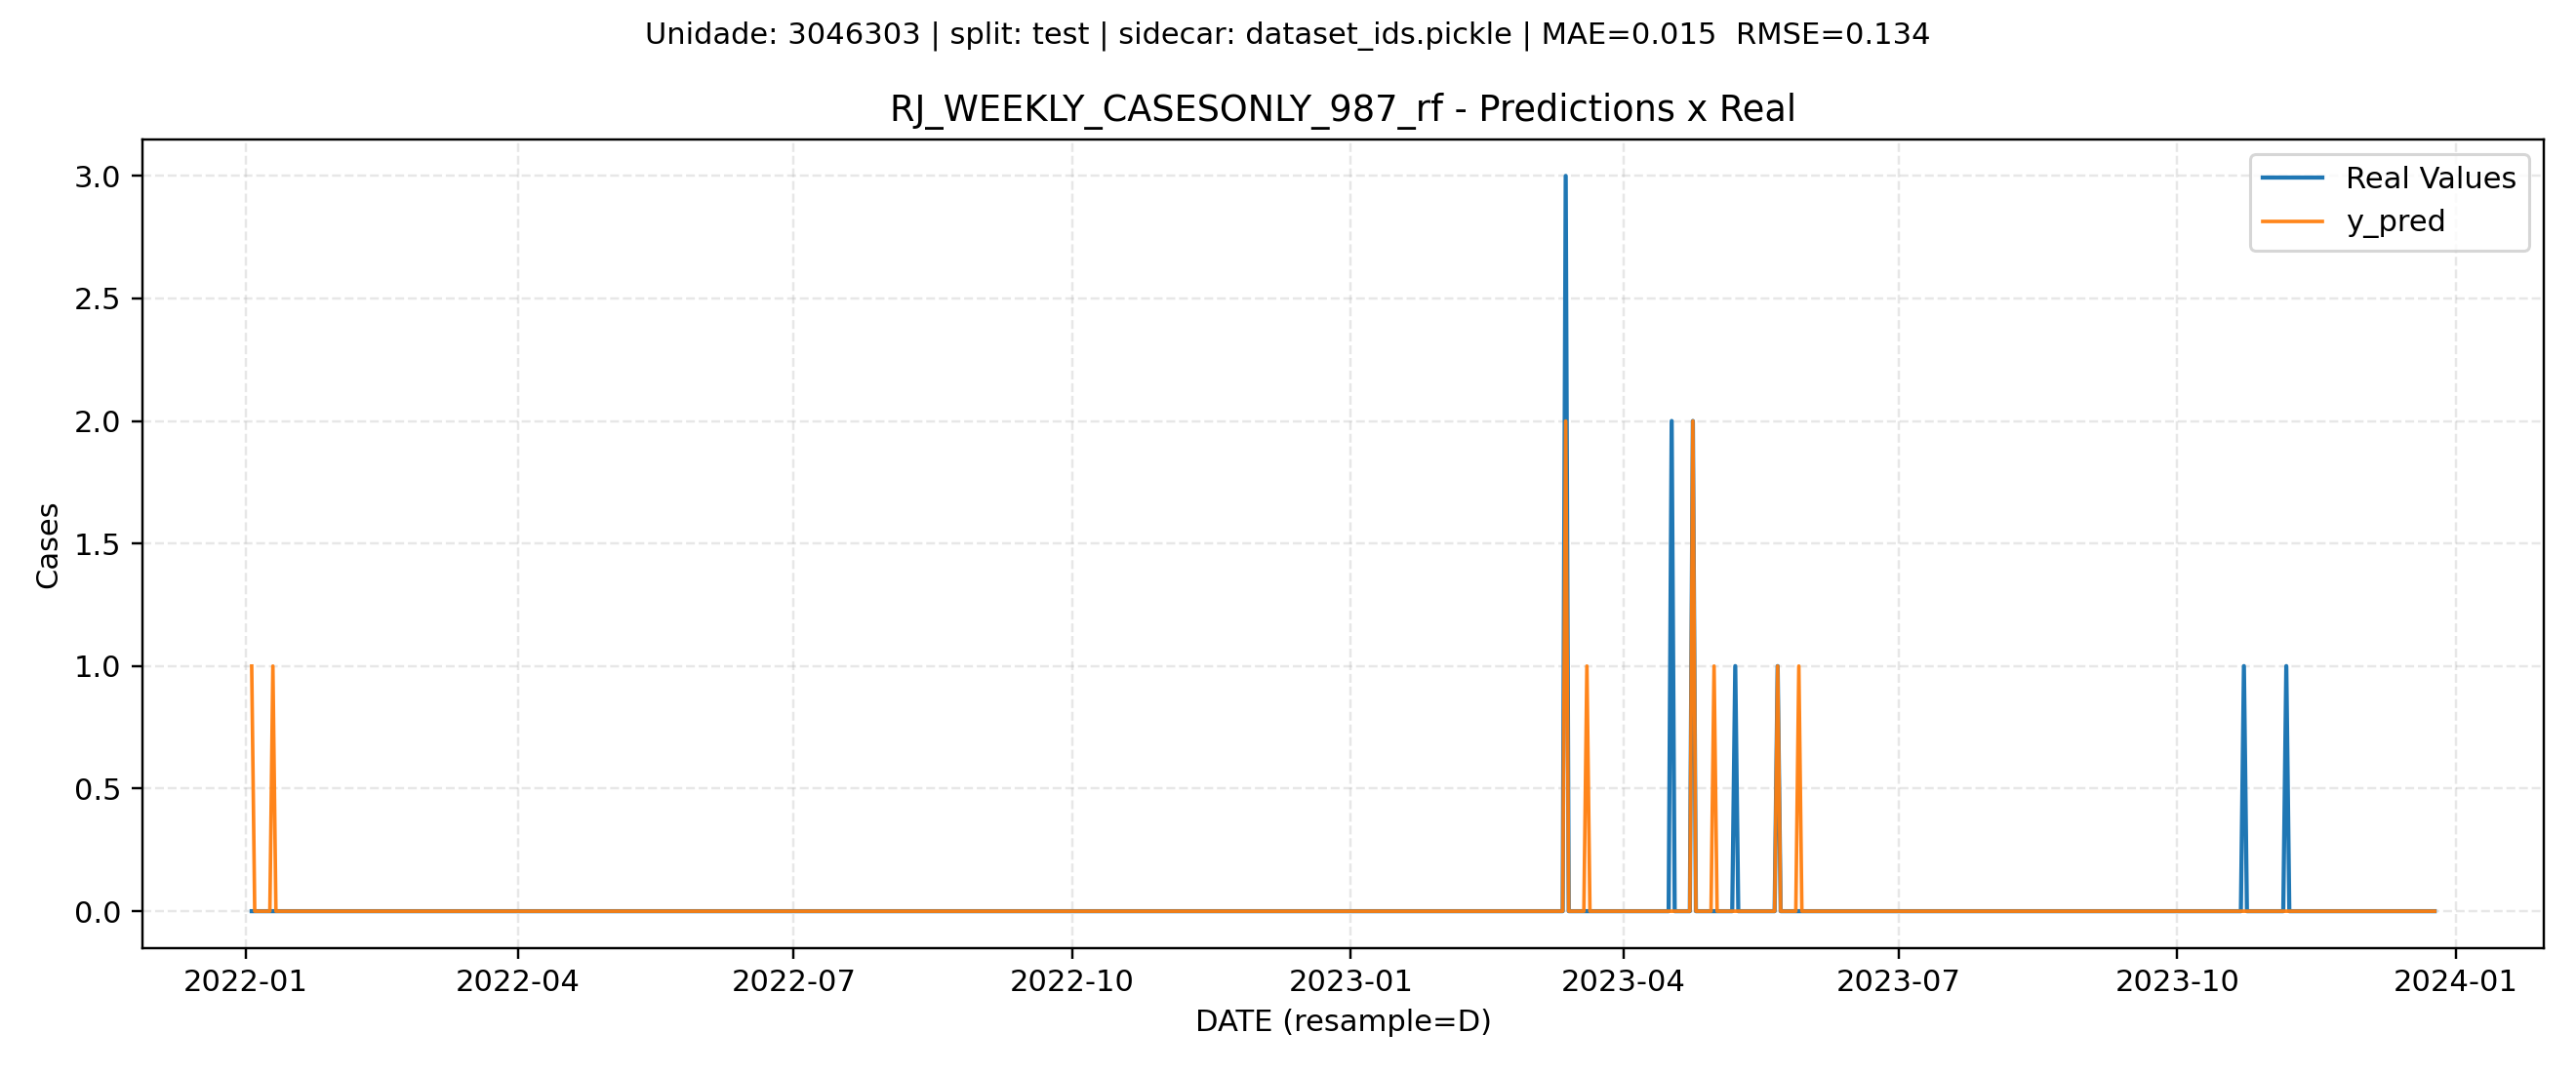 Unidade: 3046303 | split: test | sidecar: dataset_ids.pickle | MAE=0.015  RMSE=0.134
RJ_WEEKLY_CASESONLY_987_rf - Predictions x Real
Real Values
y_pred
3.0
2.5
2.0
1.5
1.0
0.5
0.0
Cases
2022-01
2022-04
2022-07
2022-10
2023-01
2023-04
2023-07
2023-10
2024-01
DATE (resample=D)